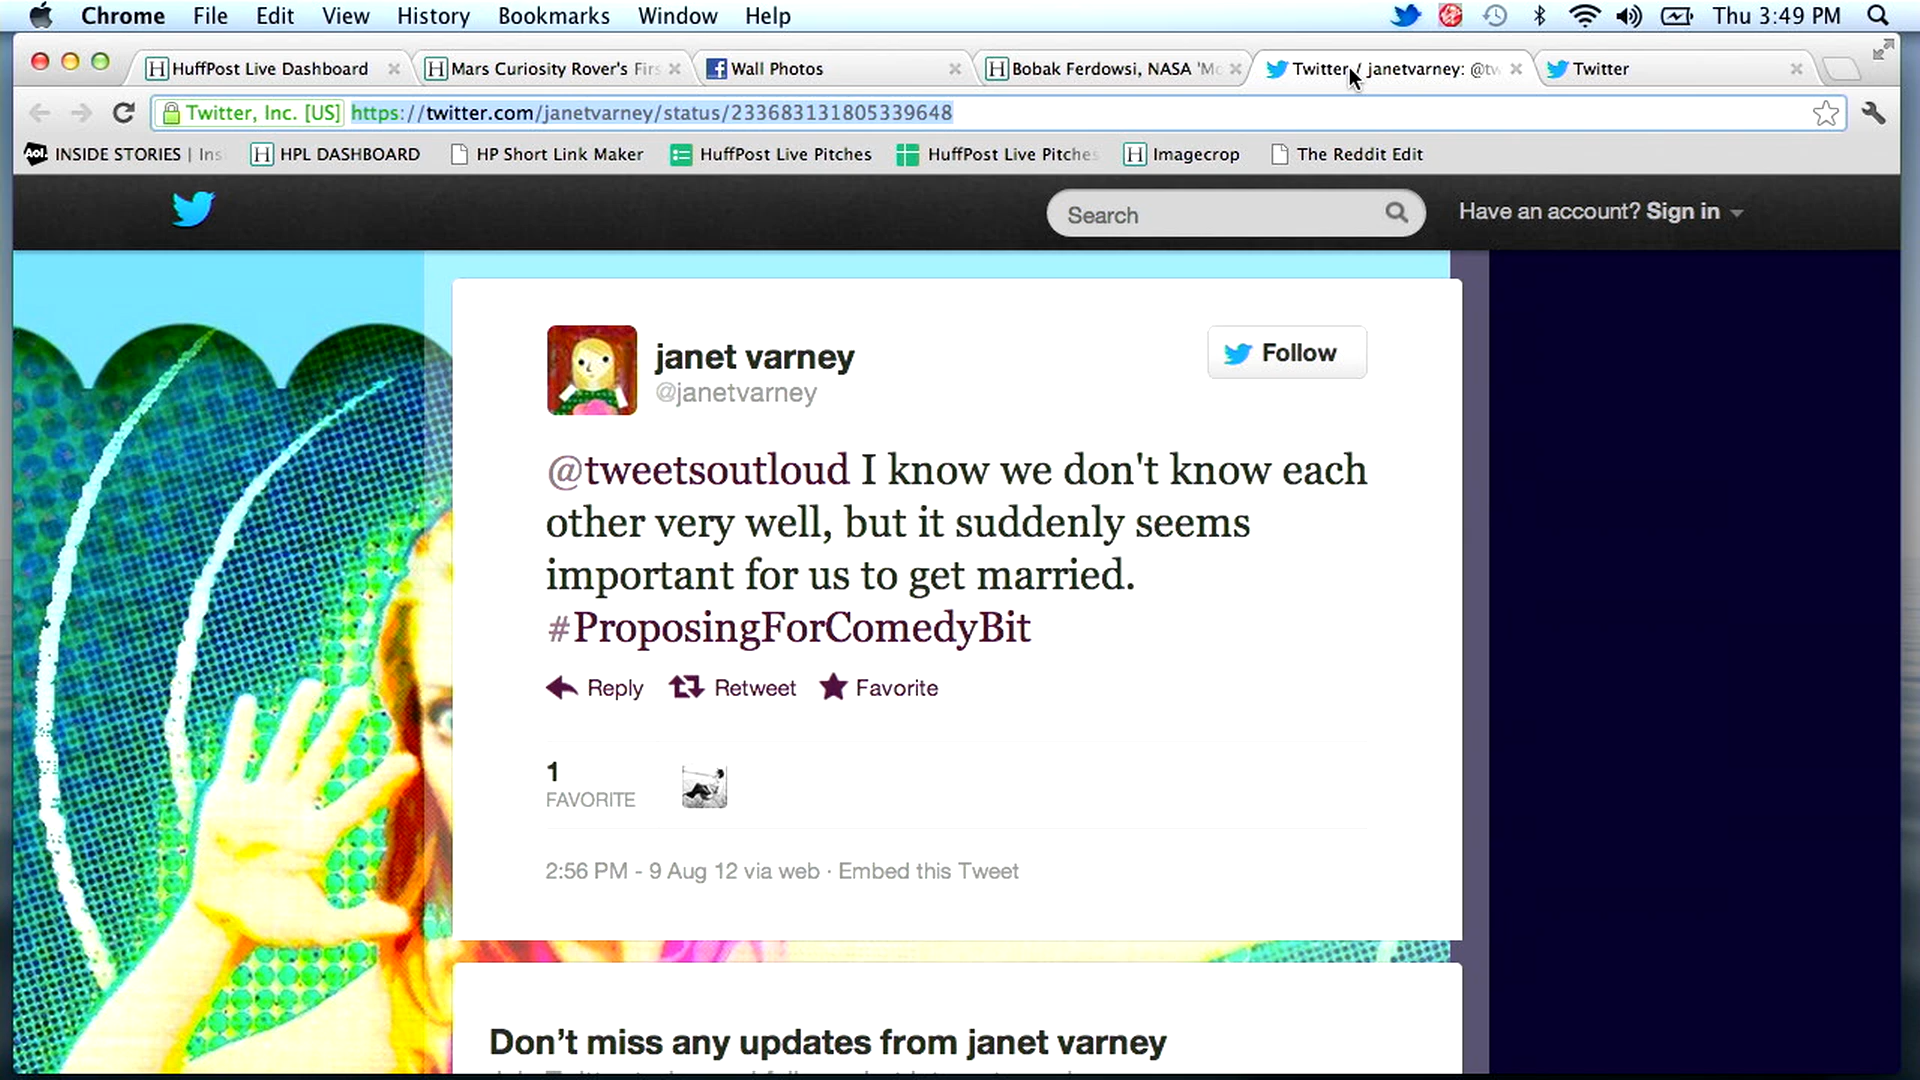 Chrome File Edit View History Bookmarks Window Help Thu 3:49 PM
HuffPost Live Dashboard Mars Curiosity Rover's Firs Wall Photos Bobak Ferdowsi, NASA 'Mo Twitter / janetvarney: @tw Twitter
Twitter, Inc. [US] https://twitter.com/janetvarney/status/233683131805339648
Aol. INSIDE STORIES | Ins HPL DASHBOARD HP Short Link Maker HuffPost Live Pitches HuffPost Live Pitches Imagecrop The Reddit Edit
Search Have an account? Sign in
janet varney
@janetvarney
Follow
@tweetsoutloud I know we don't know each
other very well, but it suddenly seems
important for us to get married.
#ProposingForComedyBit
Reply Retweet Favorite
1
FAVORITE
2:56 PM - 9 Aug 12 via web · Embed this Tweet
Don’t miss any updates from janet varney